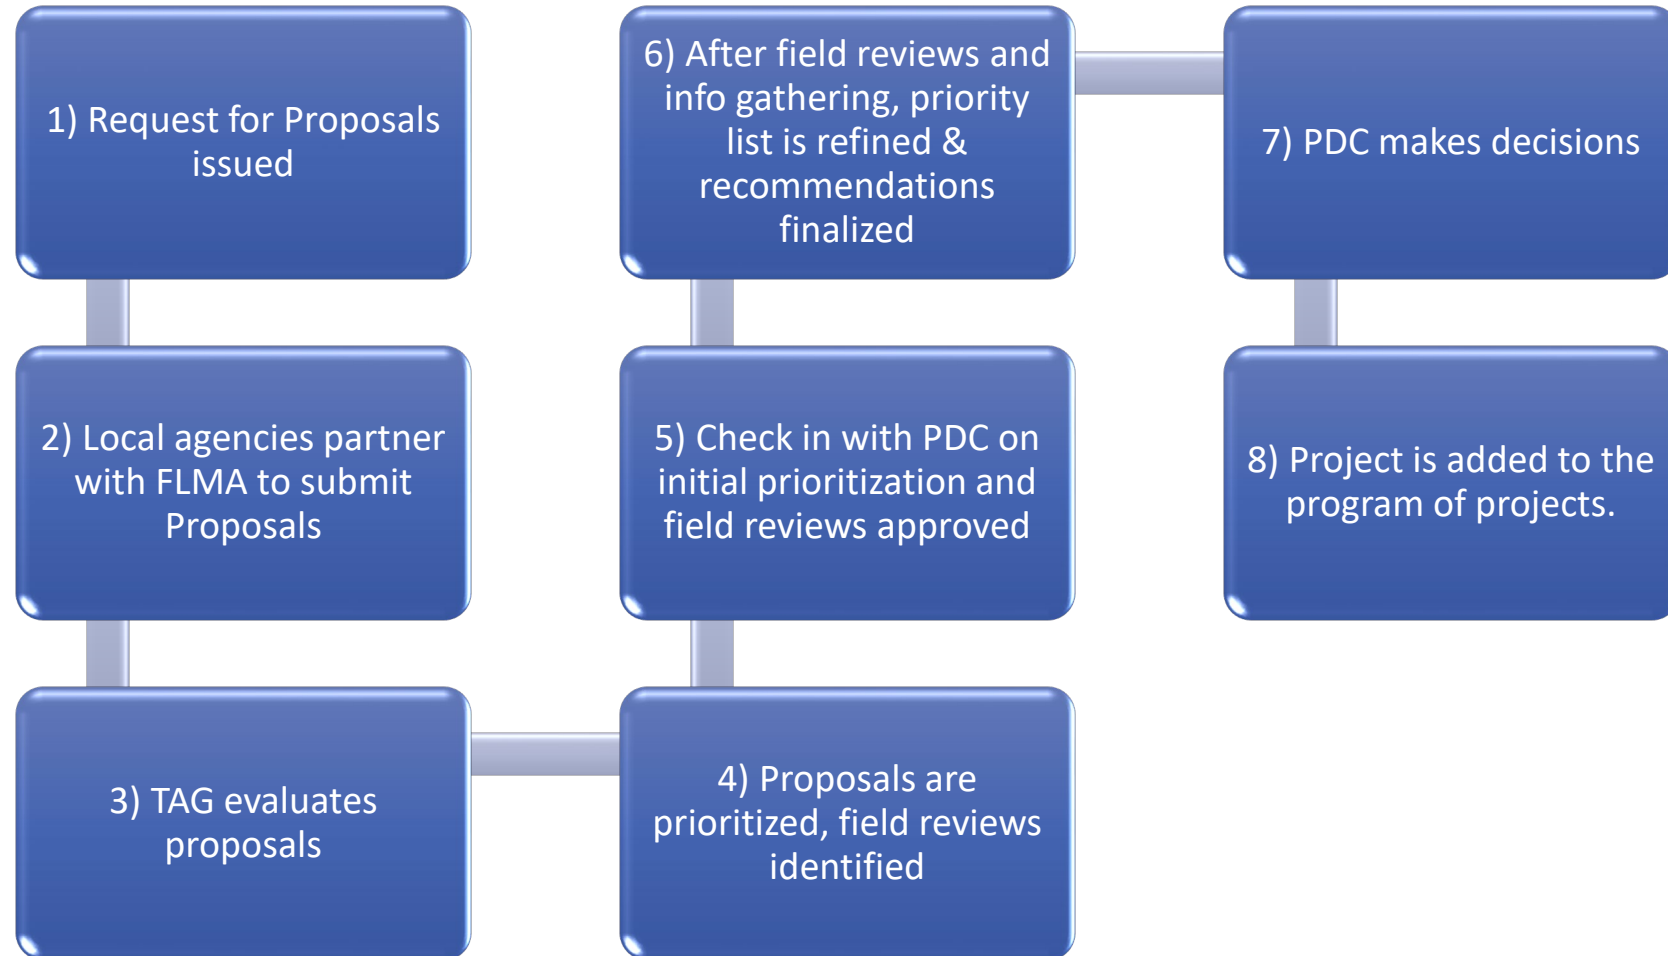 1) Request for Proposals
issued
2) Local agencies partner
with FLMA to submit
Proposals
3) TAG evaluates
proposals
4) Proposals are
prioritized, field reviews
identified
5) Check in with PDC on
initial prioritization and
field reviews approved
6) After field reviews and
info gathering, priority
list is refined &
recommendations
finalized
7) PDC makes decisions
8) Project is added to the
program of projects.